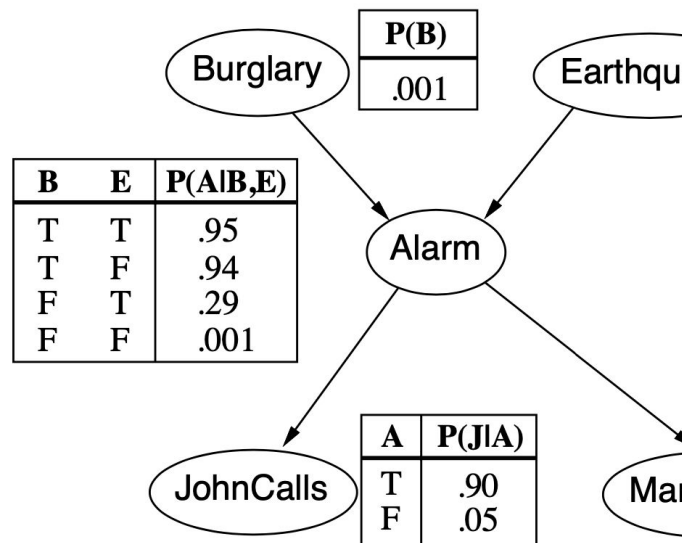 P(B)
Burglary
.001
Earthqu
B E P(A|B,E)
T T .95
T F .94
F T .29
F F .001
Alarm
A P(J|A)
T .90
F .05
JohnCalls
Mar